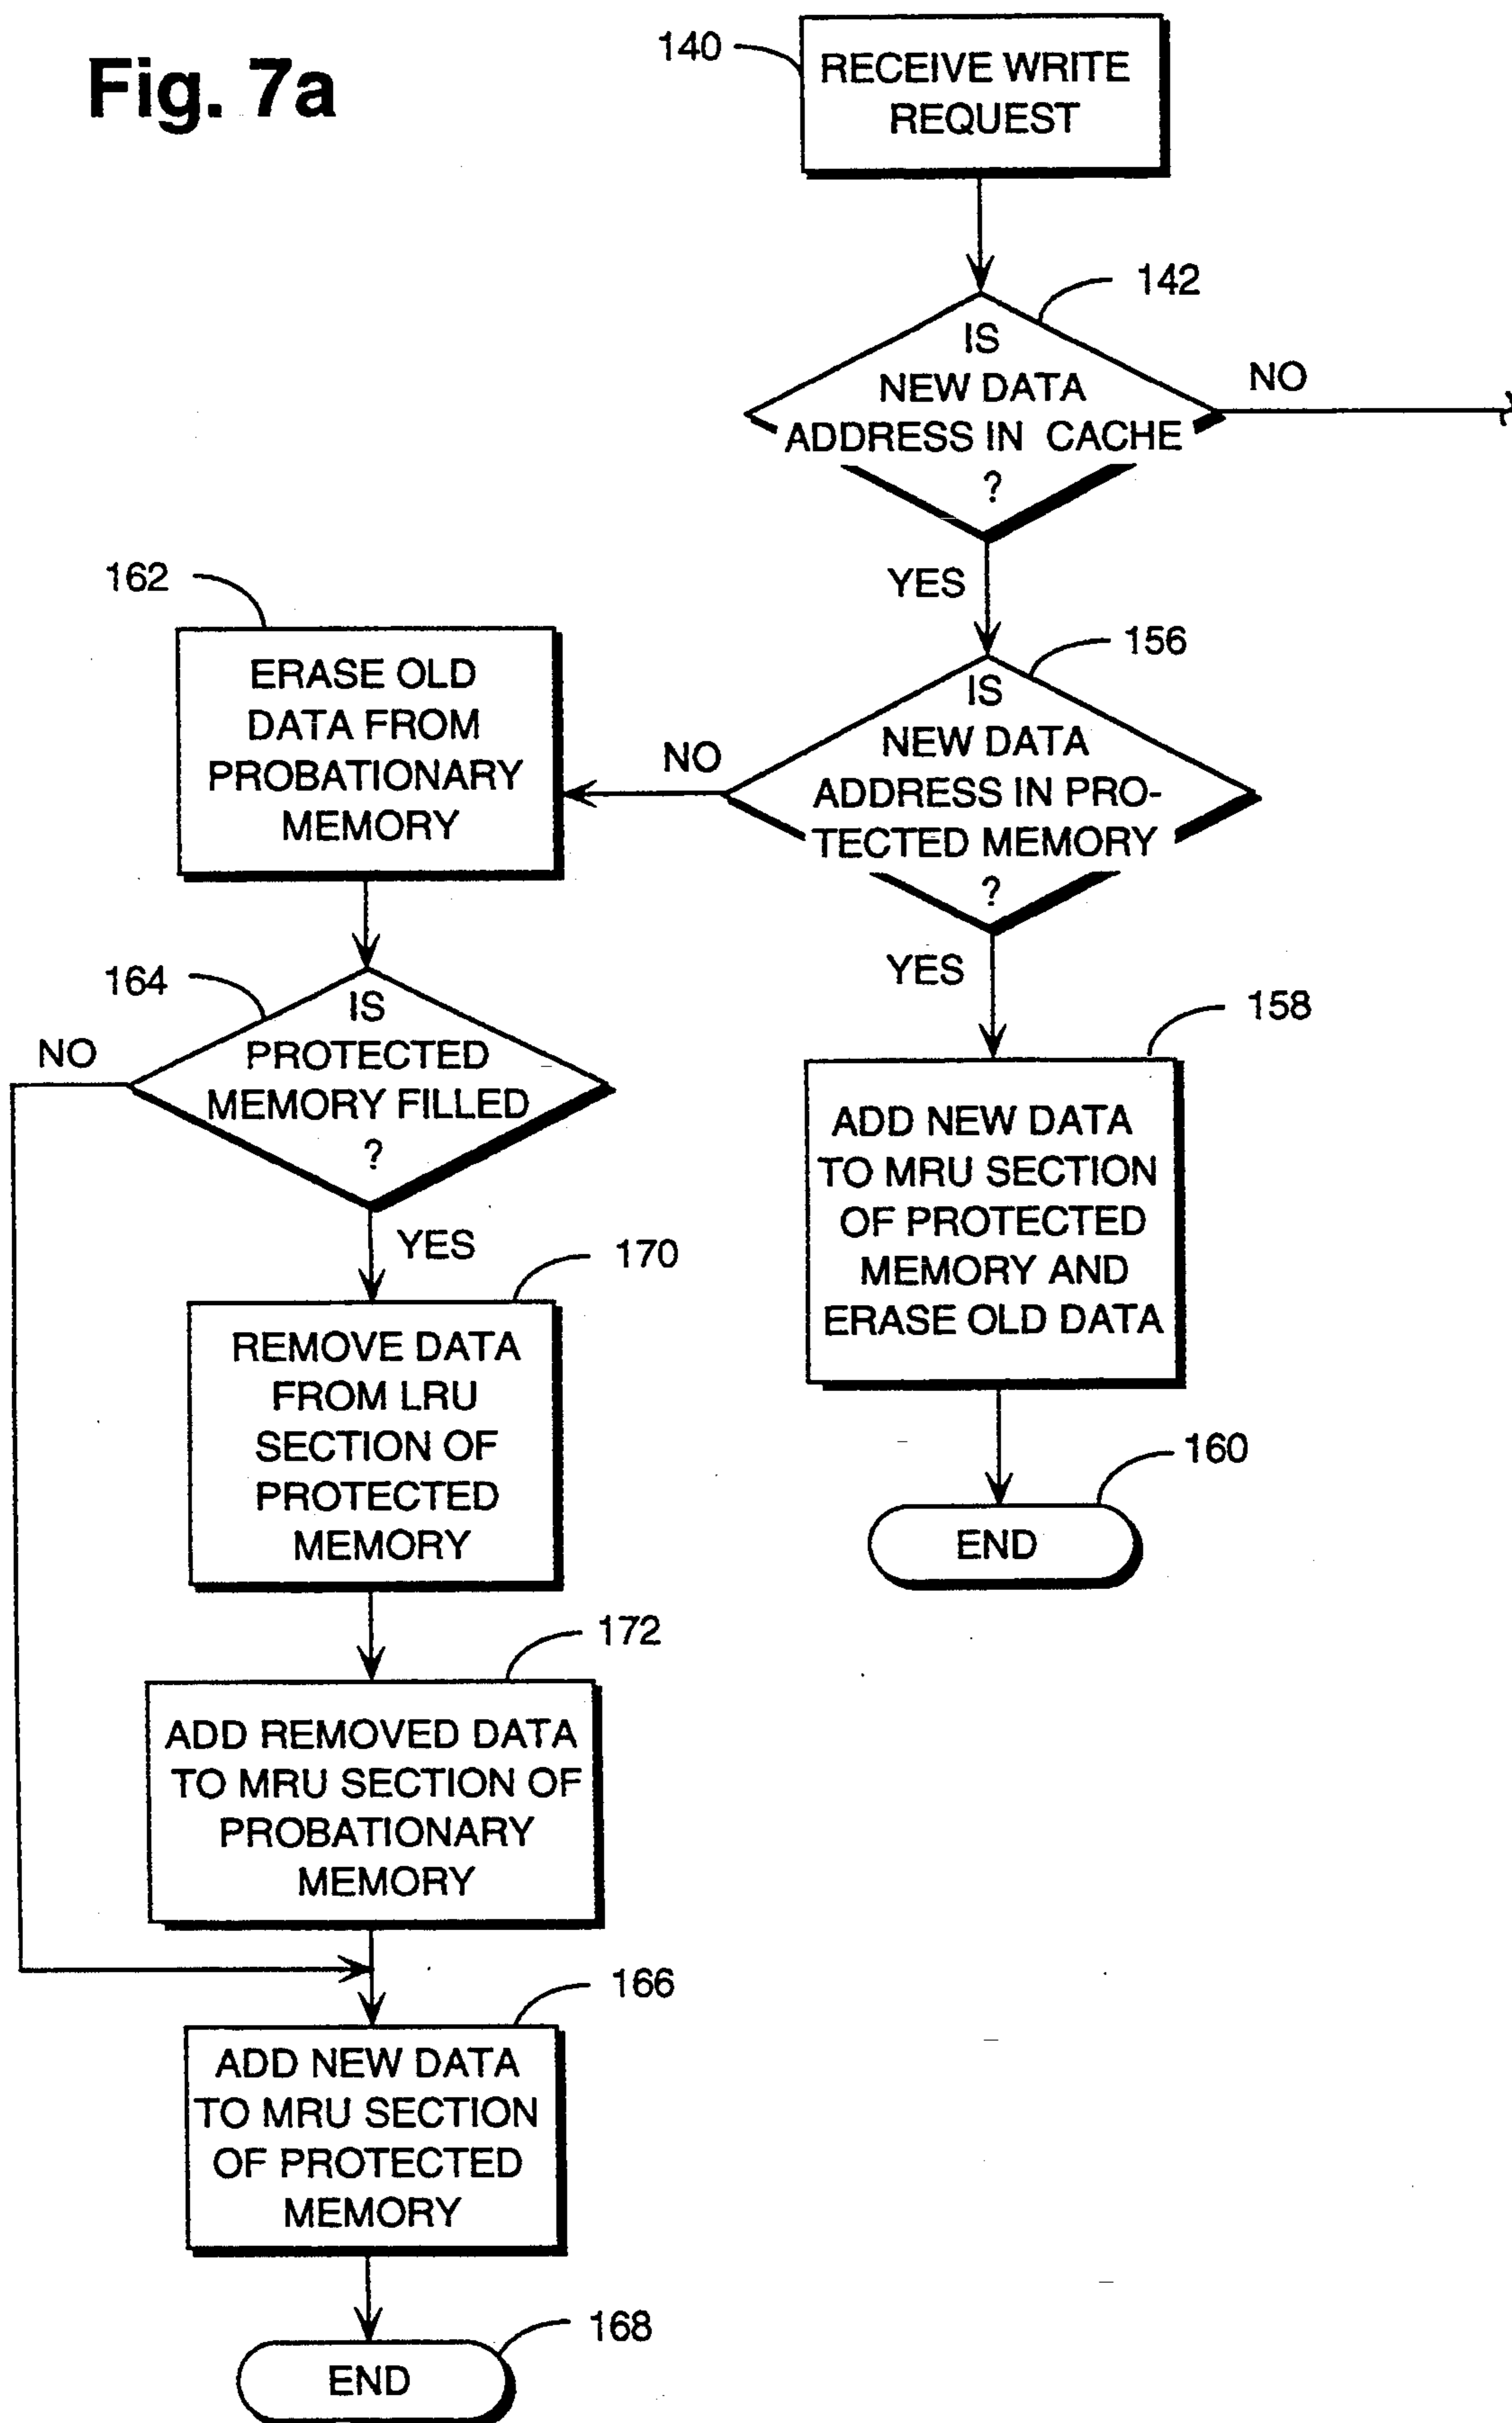 Fig. 7a
140
RECEIVE WRITE
REQUEST
142
IS
NEW DATA
ADDRESS IN CACHE
?
NO
YES
156
IS
NEW DATA
ADDRESS IN PRO-
TECTED MEMORY
?
NO
YES
162
ERASE OLD
DATA FROM
PROBATIONARY
MEMORY
164
IS
PROTECTED
MEMORY FILLED
?
NO
YES
158
ADD NEW DATA
TO MRU SECTION
OF PROTECTED
MEMORY AND
ERASE OLD DATA
160
END
170
REMOVE DATA
FROM LRU
SECTION OF
PROTECTED
MEMORY
172
ADD REMOVED DATA
TO MRU SECTION OF
PROBATIONARY
MEMORY
166
ADD NEW DATA
TO MRU SECTION
OF PROTECTED
MEMORY
168
END